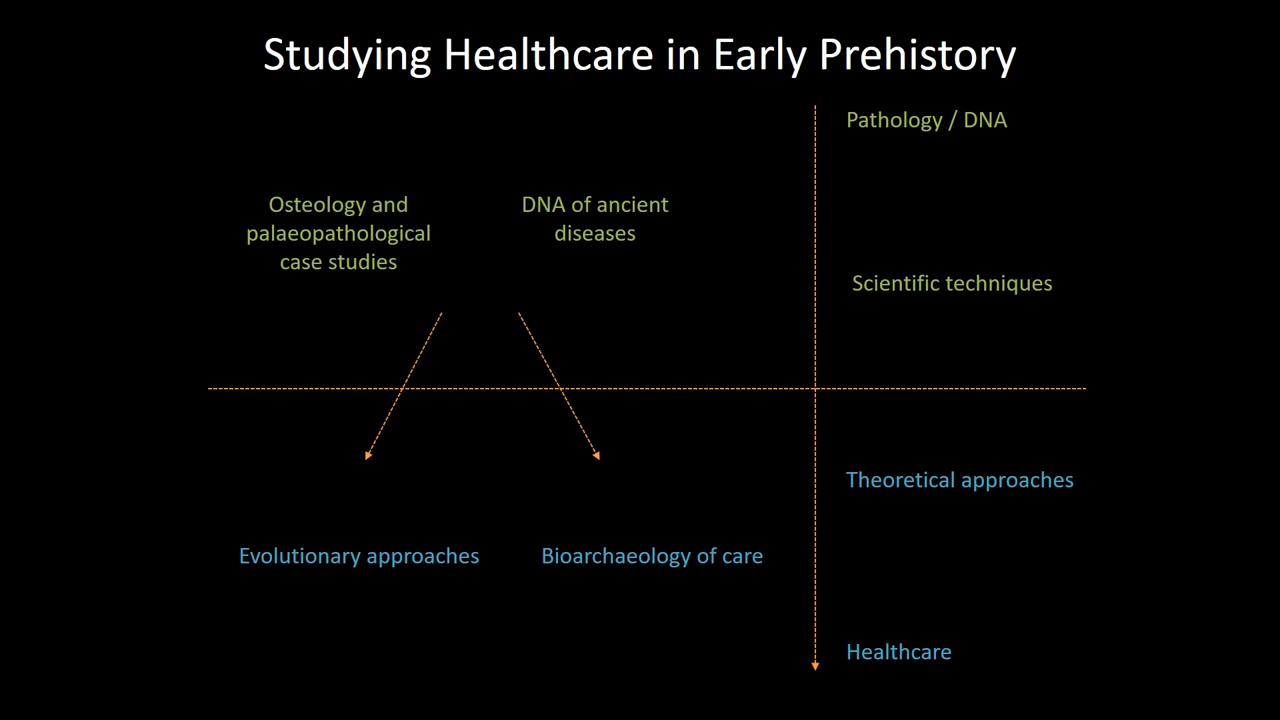 Studying Healthcare in Early Prehistory
Pathology / DNA
Osteology and
palaeopathological
case studies
DNA of ancient
diseases
Scientific techniques
Theoretical approaches
Evolutionary approaches
Bioarchaeology of care
Healthcare